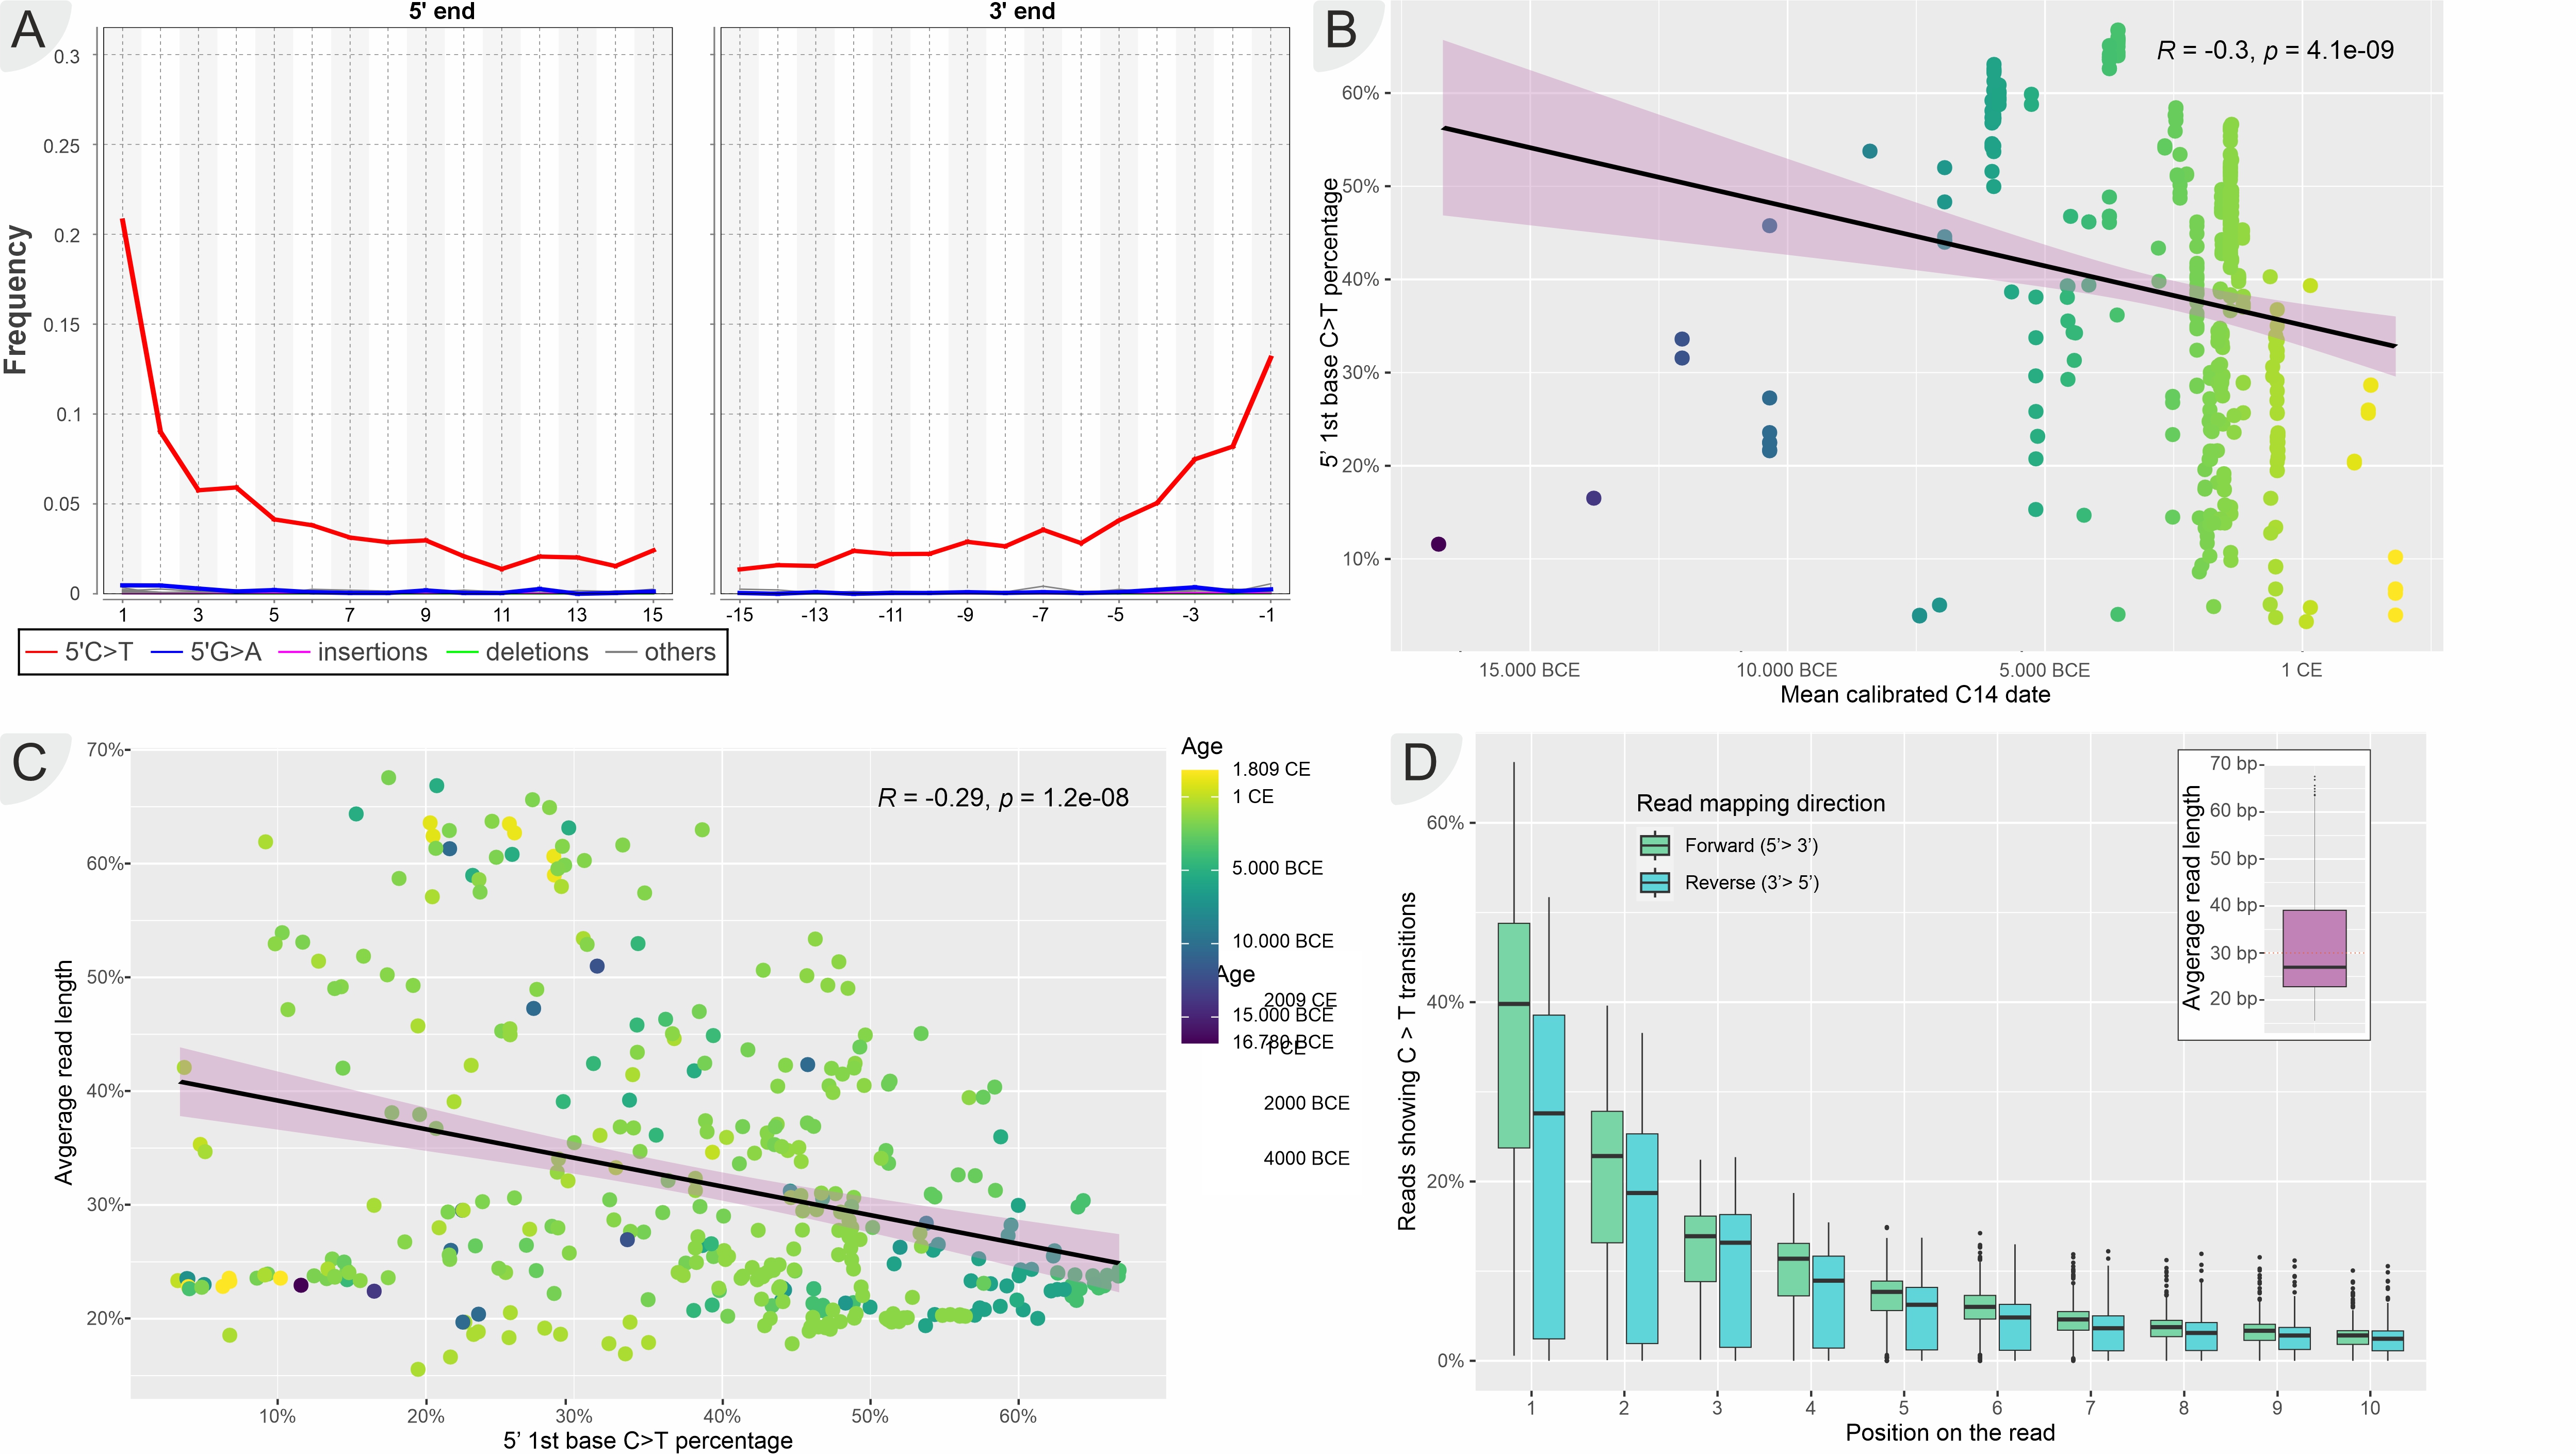 A
5' end
3' end
Frequency
0.3
0.25
0.2
0.15
0.1
0.05
0
1 3 5 7 9 11 13 15
-15 -13 -11 -9 -7 -5 -3 -1
5'C>T 5'G>A insertions deletions others
B
R = -0.3, p = 4.1e-09
5' 1st base C>T percentage
60%
50%
40%
30%
20%
10%
15.000 BCE 10.000 BCE 5.000 BCE 1 CE
Mean calibrated C14 date
C
R = -0.29, p = 1.2e-08
Avgerage read length
70%
60%
50%
40%
30%
20%
10% 20% 30% 40% 50% 60%
5' 1st base C>T percentage
Age
1.809 CE
1 CE
5.000 BCE
10.000 BCE
Age
2009 CE
15.000 BCE
16.780 BCE
1 CE
2000 BCE
4000 BCE
D
Reads showing C > T transitions
60%
40%
20%
0%
Read mapping direction
Forward (5'> 3')
Reverse (3'> 5')
Avgerage read length
70 bp
60 bp
50 bp
40 bp
30 bp
20 bp
1 2 3 4 5 6 7 8 9 10
Position on the read